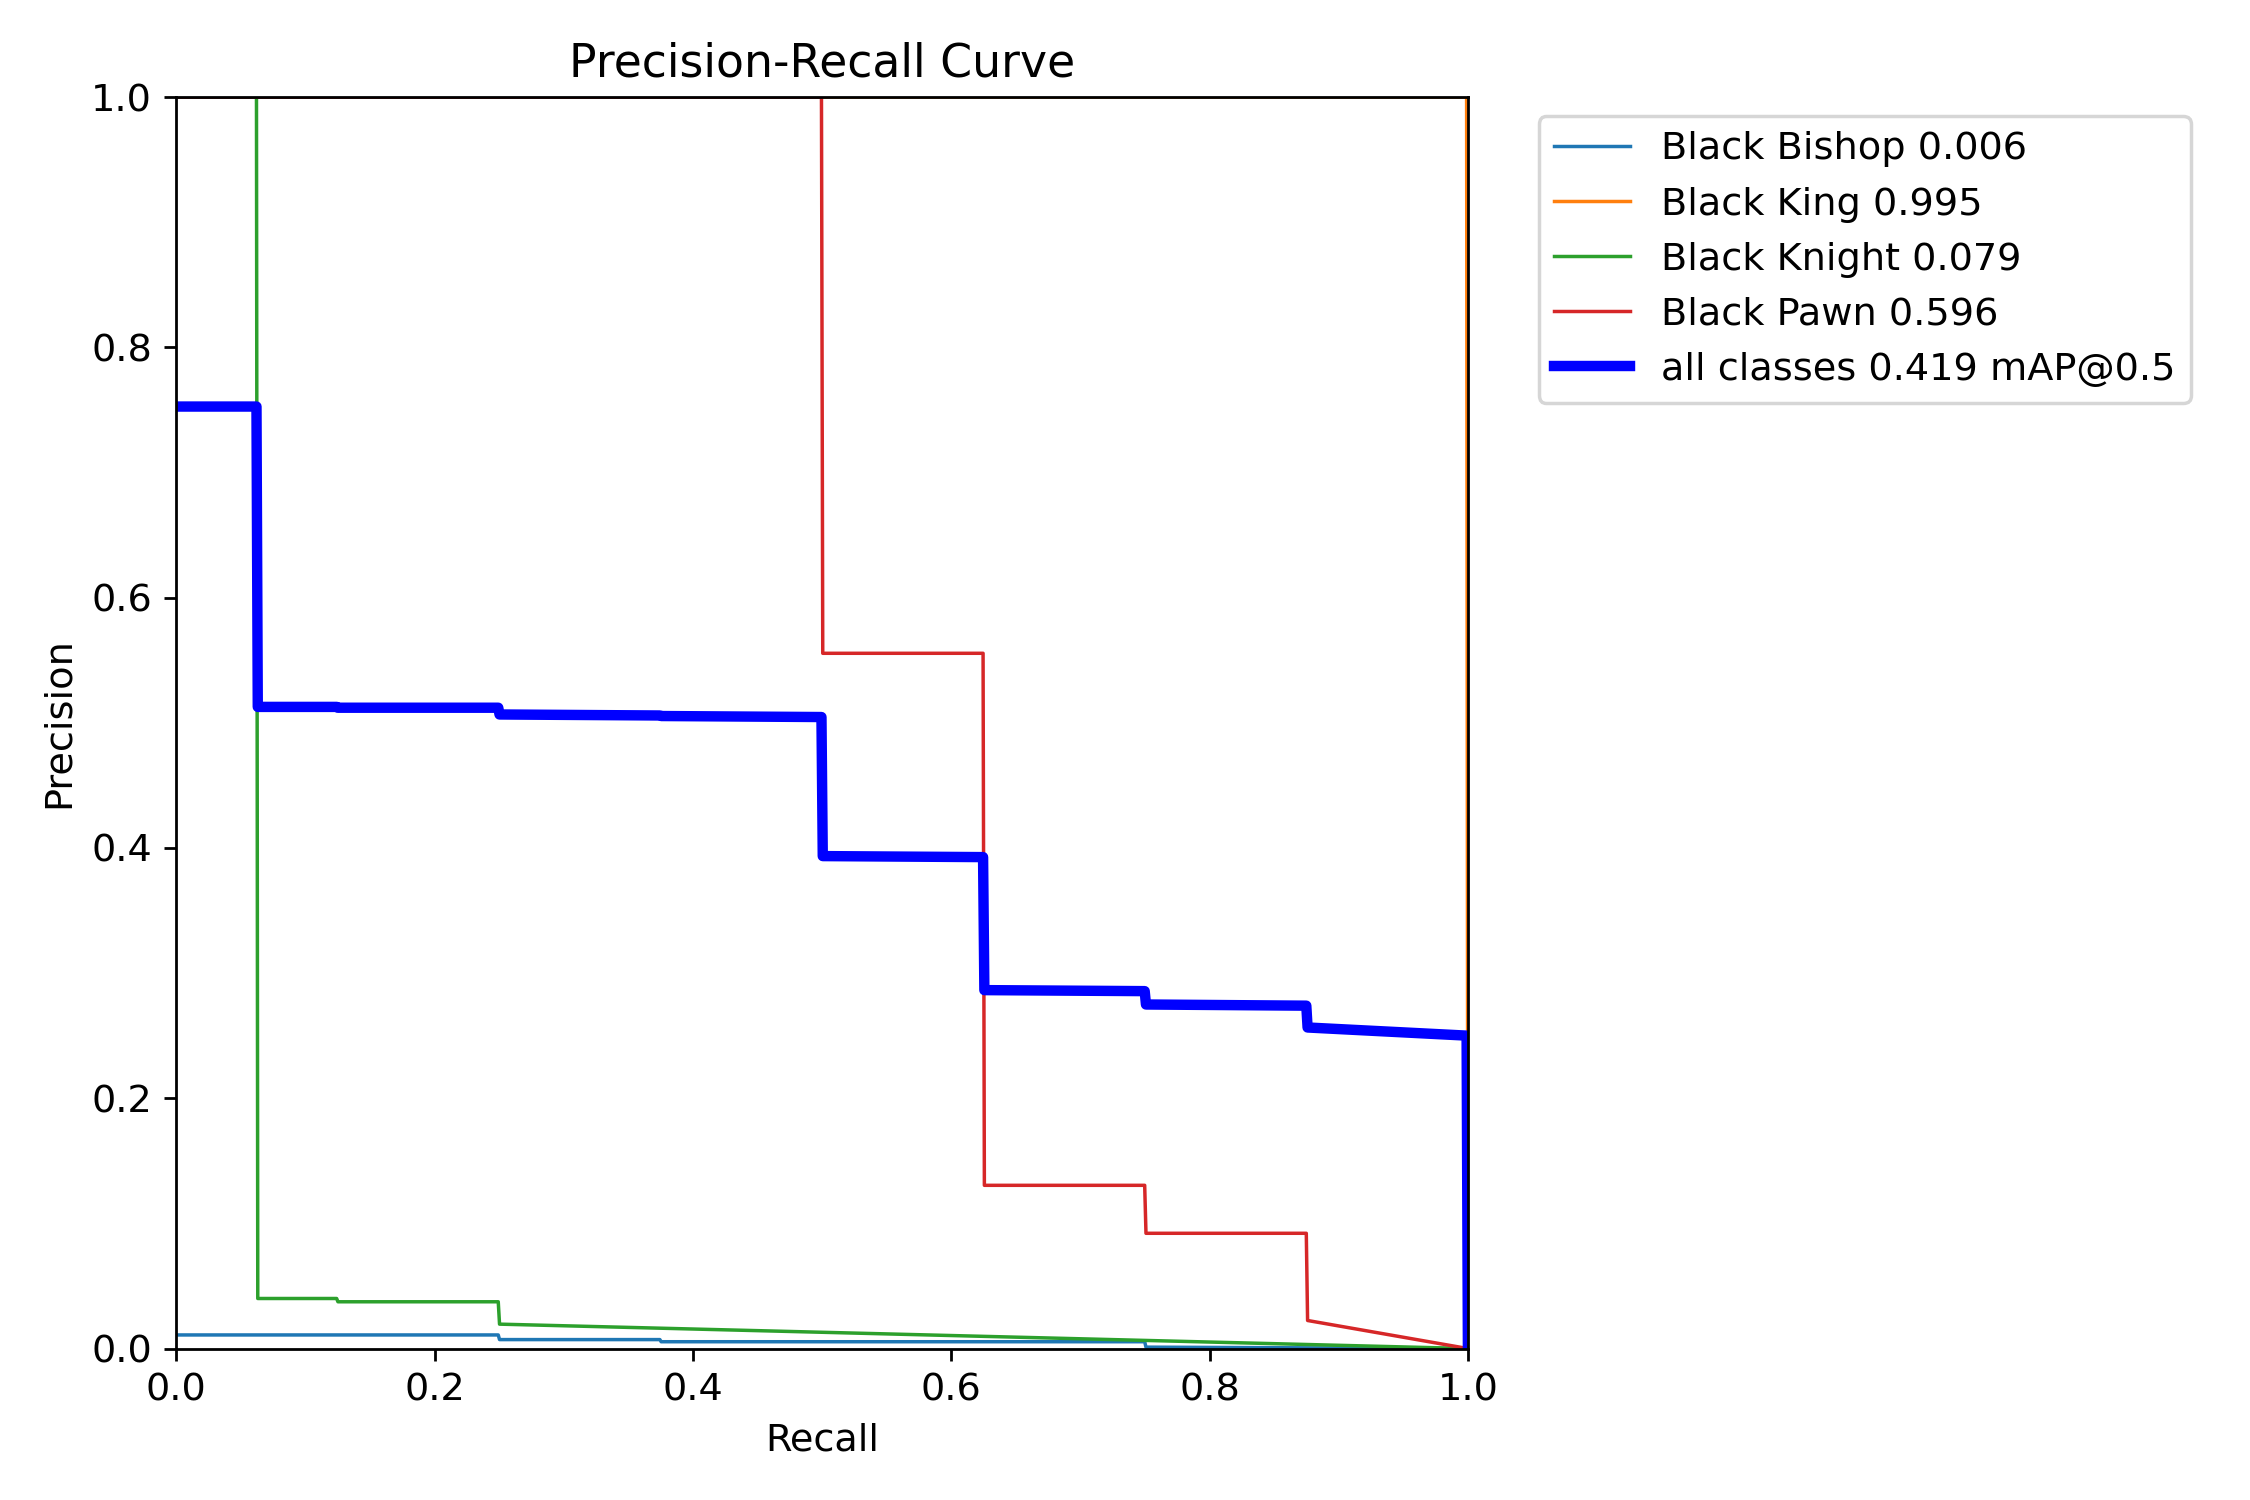 Precision-Recall Curve
1.0
0.8
0.6
0.4
0.2
0.0
Precision
0.0 0.2 0.4 0.6 0.8 1.0
Recall
Black Bishop 0.006
Black King 0.995
Black Knight 0.079
Black Pawn 0.596
all classes 0.419 mAP@0.5